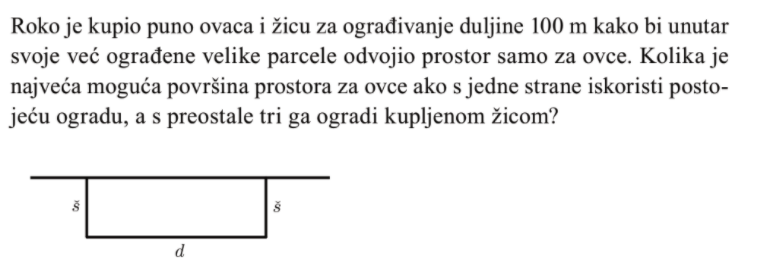 Roko je kupio puno ovaca i žicu za ograđivanje duljine 100 m kako bi unutar
svoje već ograđene velike parcele odvojio prostor samo za ovce. Kolika je
najveća moguća površina prostora za ovce ako s jedne strane iskoristi posto-
jeću ogradu, a s preostale tri ga ogradi kupljenom žicom?
š š
d